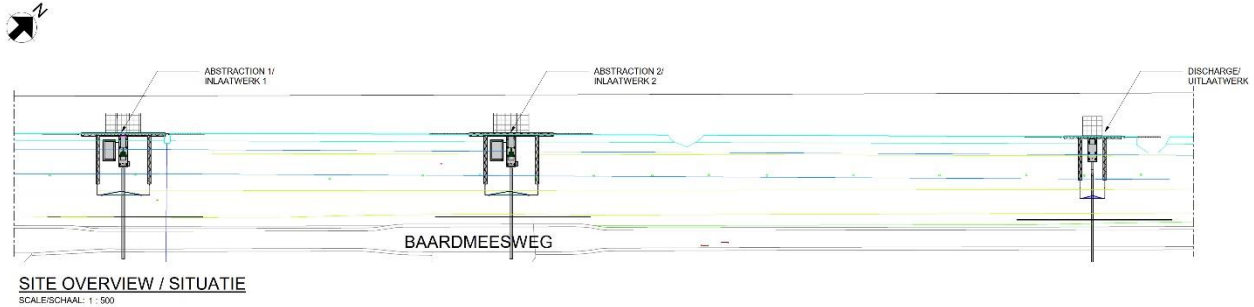 N
ABSTRACTION 1/
INLAATWERK 1
ABSTRACTION 2/
INLAATWERK 2
DISCHARGE/
UITLAATWERK
BAARDMEESWEG
SITE OVERVIEW / SITUATIE
SCALE/SCHAAL: 1 : 500